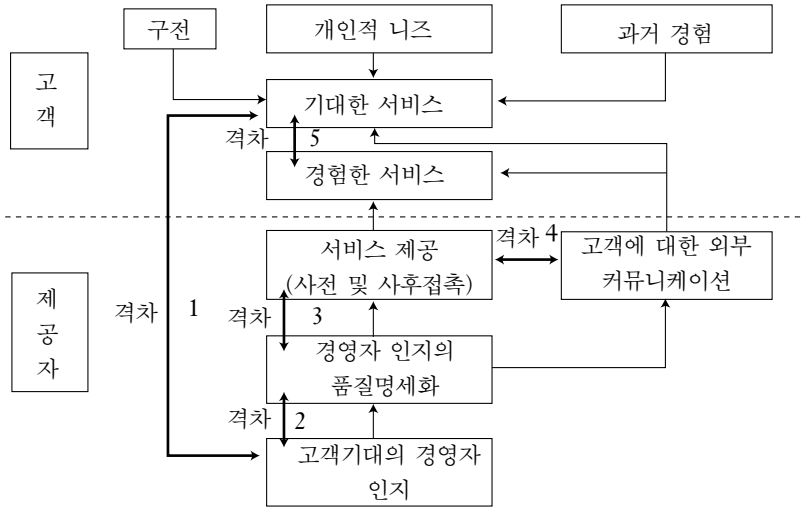 구전
개인적 니즈
과거 경험
고
객
기대한 서비스
격차 5
경험한 서비스
서비스 제공
(사전 및 사후접촉)
격차 4
고객에 대한 외부
커뮤니케이션
제
공
자
격차 1
격차 3
경영자 인지의
품질명세화
격차 2
고객기대의 경영자
인지